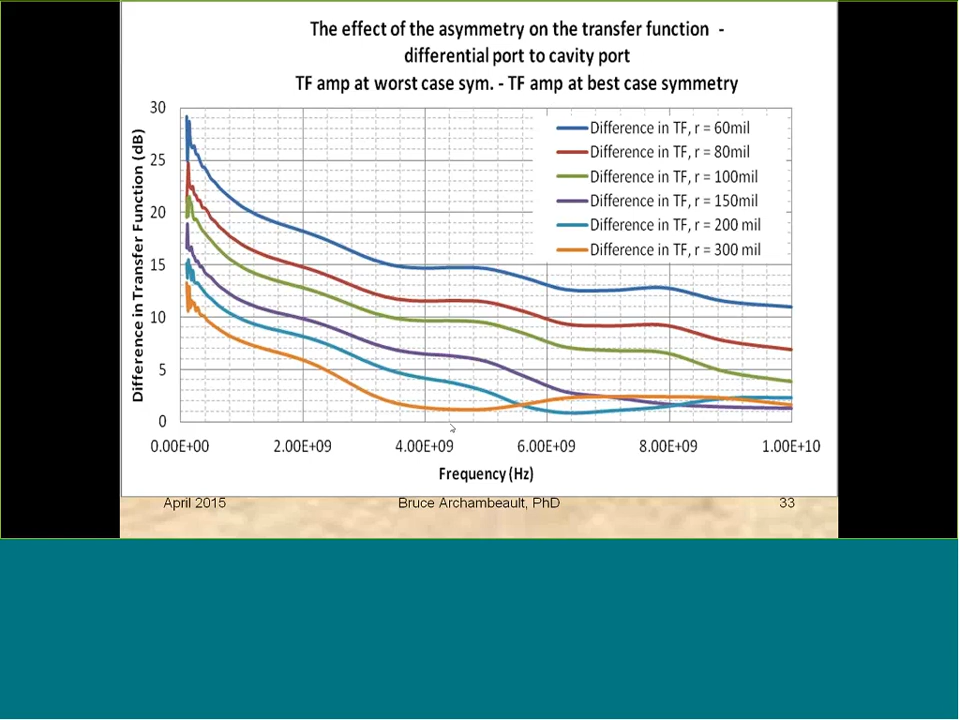 The effect of the asymmetry on the transfer function -
differential port to cavity port
TF amp at worst case sym. - TF amp at best case symmetry
Difference in Transfer Function (dB)
30
25
20
15
10
5
0
Difference in TF, r = 60mil
Difference in TF, r = 80mil
Difference in TF, r = 100mil
Difference in TF, r = 150mil
Difference in TF, r = 200 mil
Difference in TF, r = 300 mil
0.00E+00 2.00E+09 4.00E+09 6.00E+09 8.00E+09 1.00E+10
Frequency (Hz)
April 2015 Bruce Archambeault, PhD 33